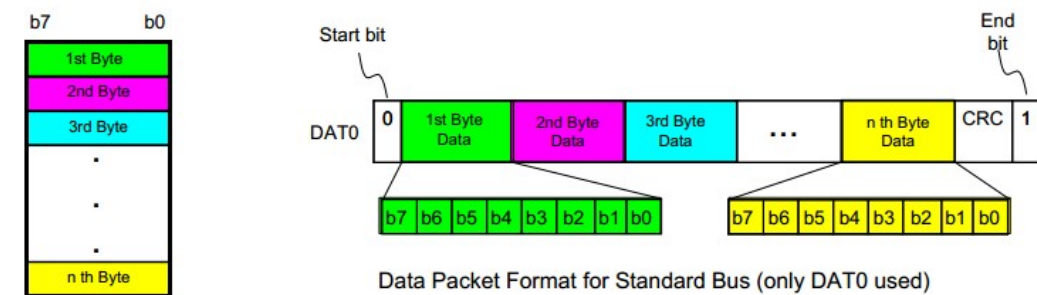 b7 b0
1st Byte
2nd Byte
3rd Byte
.
.
.
n th Byte
Start bit
End
bit
DAT0 0 1st Byte Data 2nd Byte Data 3rd Byte Data ... n th Byte Data CRC 1
b7 b6 b5 b4 b3 b2 b1 b0
b7 b6 b5 b4 b3 b2 b1 b0
Data Packet Format for Standard Bus (only DAT0 used)